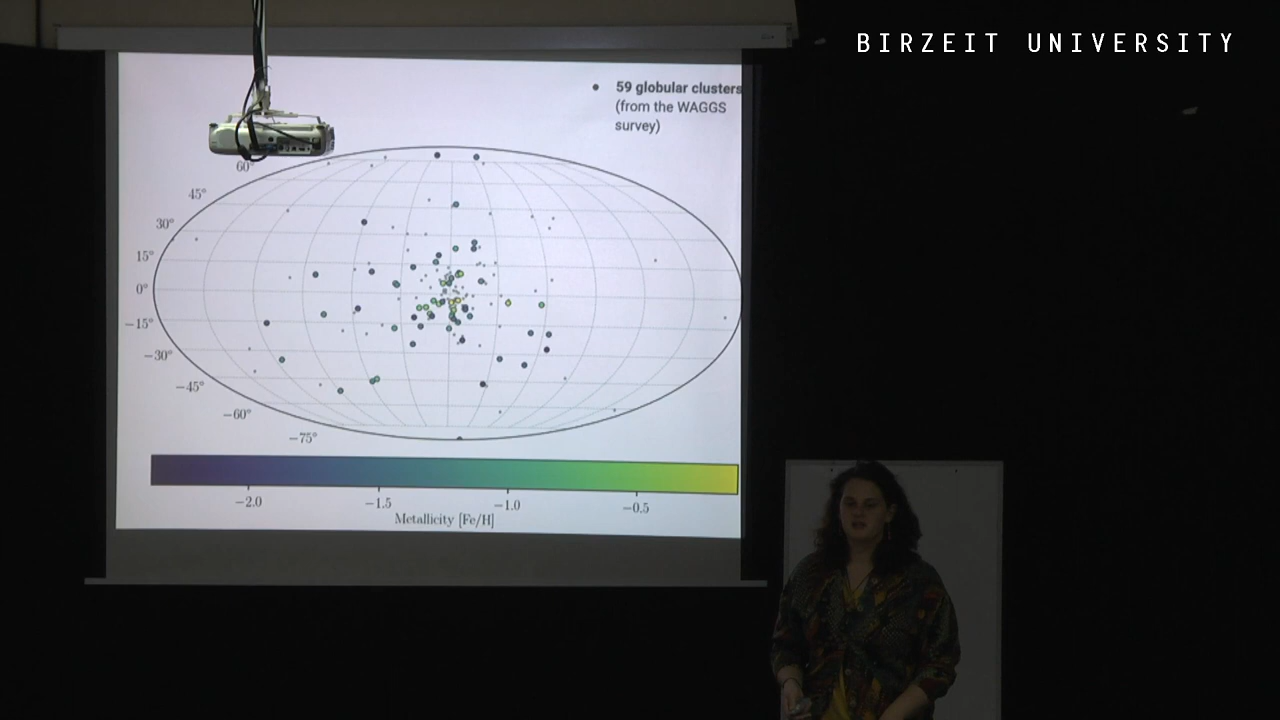 BIRZEIT UNIVERSITY
• 59 globular clusters
(from the WAGGS
survey)
60°
45°
30°
15°
0°
−15°
−30°
−45°
−60°
−75°
−2.0 −1.5 −1.0 −0.5
Metallicity [Fe/H]